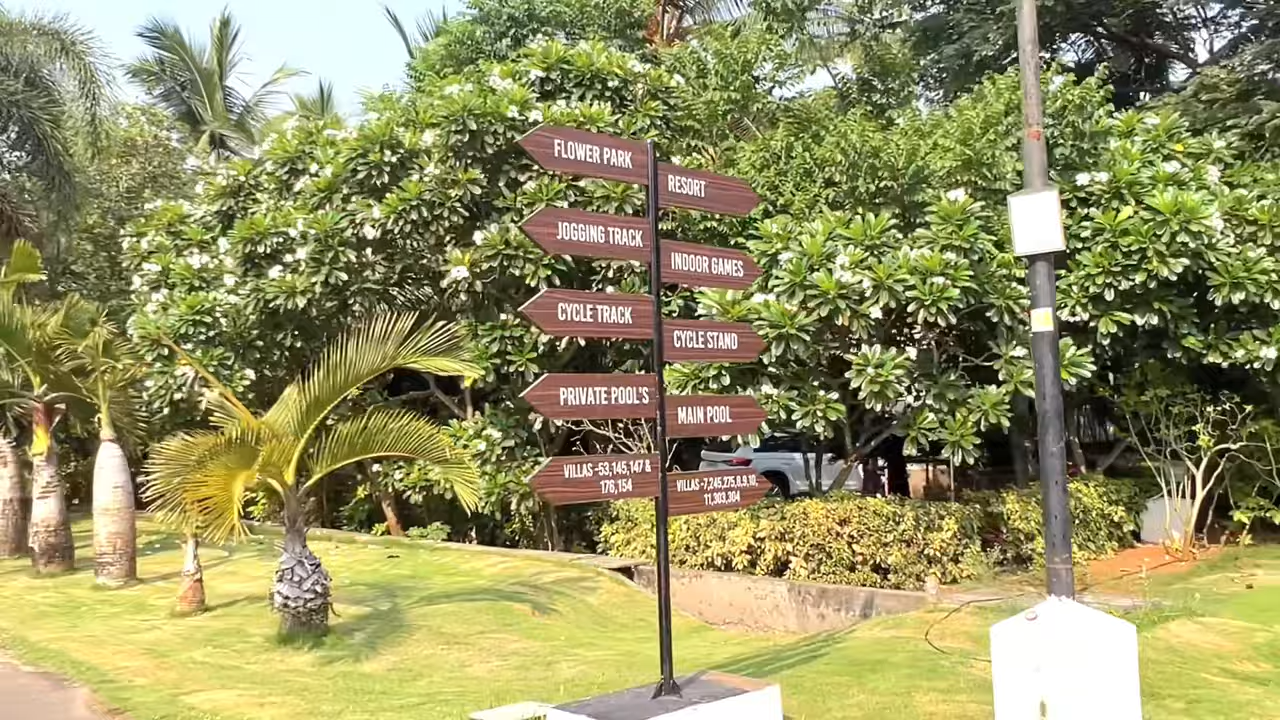 FLOWER PARK
RESORT
JOGGING TRACK
INDOOR GAMES
CYCLE TRACK
CYCLE STAND
PRIVATE POOL'S
MAIN POOL
VILLAS-53,145,147 &
176,154
VILLAS-7,245,275,8,9,10,
11,303,304